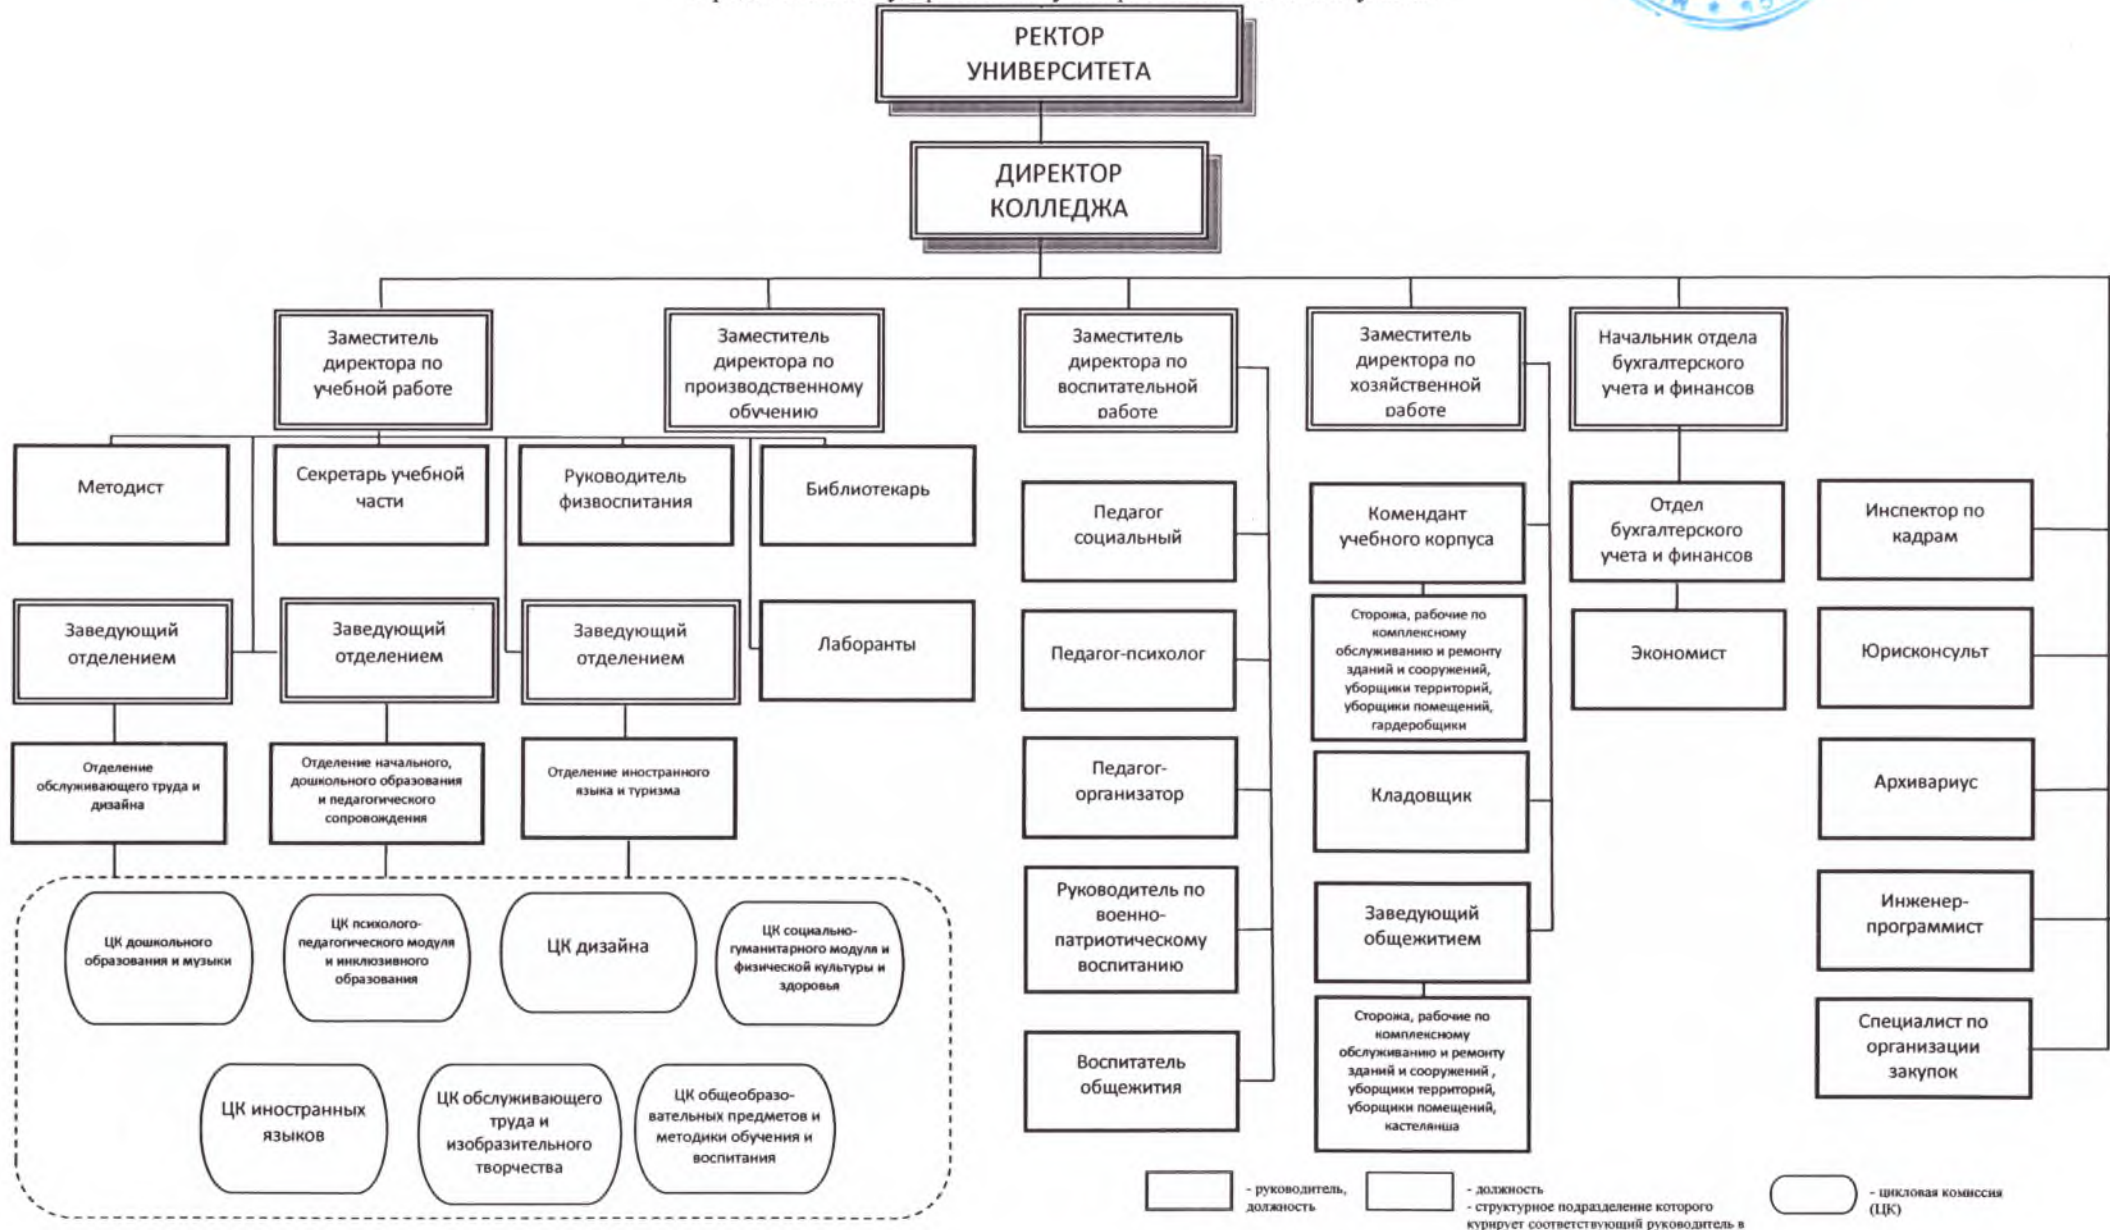 РЕКТОР
УНИВЕРСИТЕТА
ДИРЕКТОР
КОЛЛЕДЖА
Заместитель
директора по
учебной работе
Заместитель
директора по
производственному
обучению
Заместитель
директора по
воспитательной
работе
Заместитель
директора по
хозяйственной
работе
Начальник отдела
бухгалтерского
учета и финансов
Методист
Секретарь учебной
части
Руководитель
физвоспитания
Библиотекарь
Заведующий
отделением
Заведующий
отделением
Заведующий
отделением
Лаборанты
Отделение
обслуживающего труда и
дизайна
Отделение начального,
дошкольного образования
и педагогического
сопровождения
Отделение иностранного
языка и туризма
ЦК дошкольного
образования и музыки
ЦК психолого-
педагогического модуля
и инклюзивного
образования
ЦК дизайна
ЦК социально-
гуманитарного модуля и
физической культуры и
здоровья
ЦК иностранных
языков
ЦК обслуживающего
труда и
изобразительного
творчества
ЦК общеобразо-
вательных предметов и
методики обучения и
воспитания
Педагог
социальный
Педагог-психолог
Педагог-
организатор
Руководитель по
военно-
патриотическому
воспитанию
Воспитатель
общежития
Комендант
учебного корпуса
Сторожа, рабочие по
комплексному
обслуживанию и ремонту
зданий и сооружений,
уборщики территорий,
уборщики помещений,
гардеробщики
Кладовщик
Заведующий
общежитием
Сторожа, рабочие по
комплексному
обслуживанию и ремонту
зданий и сооружений ,
уборщики территорий,
уборщики помещений,
кастелянша
Отдел
бухгалтерского
учета и финансов
Экономист
Инспектор по
кадрам
Юрисконсульт
Архивариус
Инженер-
программист
Специалист по
организации
закупок
- руководитель,
должность
- должность
- структурное подразделение которого
курирует соответствующий руководитель в
- цикловая комиссия
(ЦК)